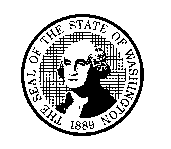 THE SEAL OF THE STATE OF WASHINGTON
1889